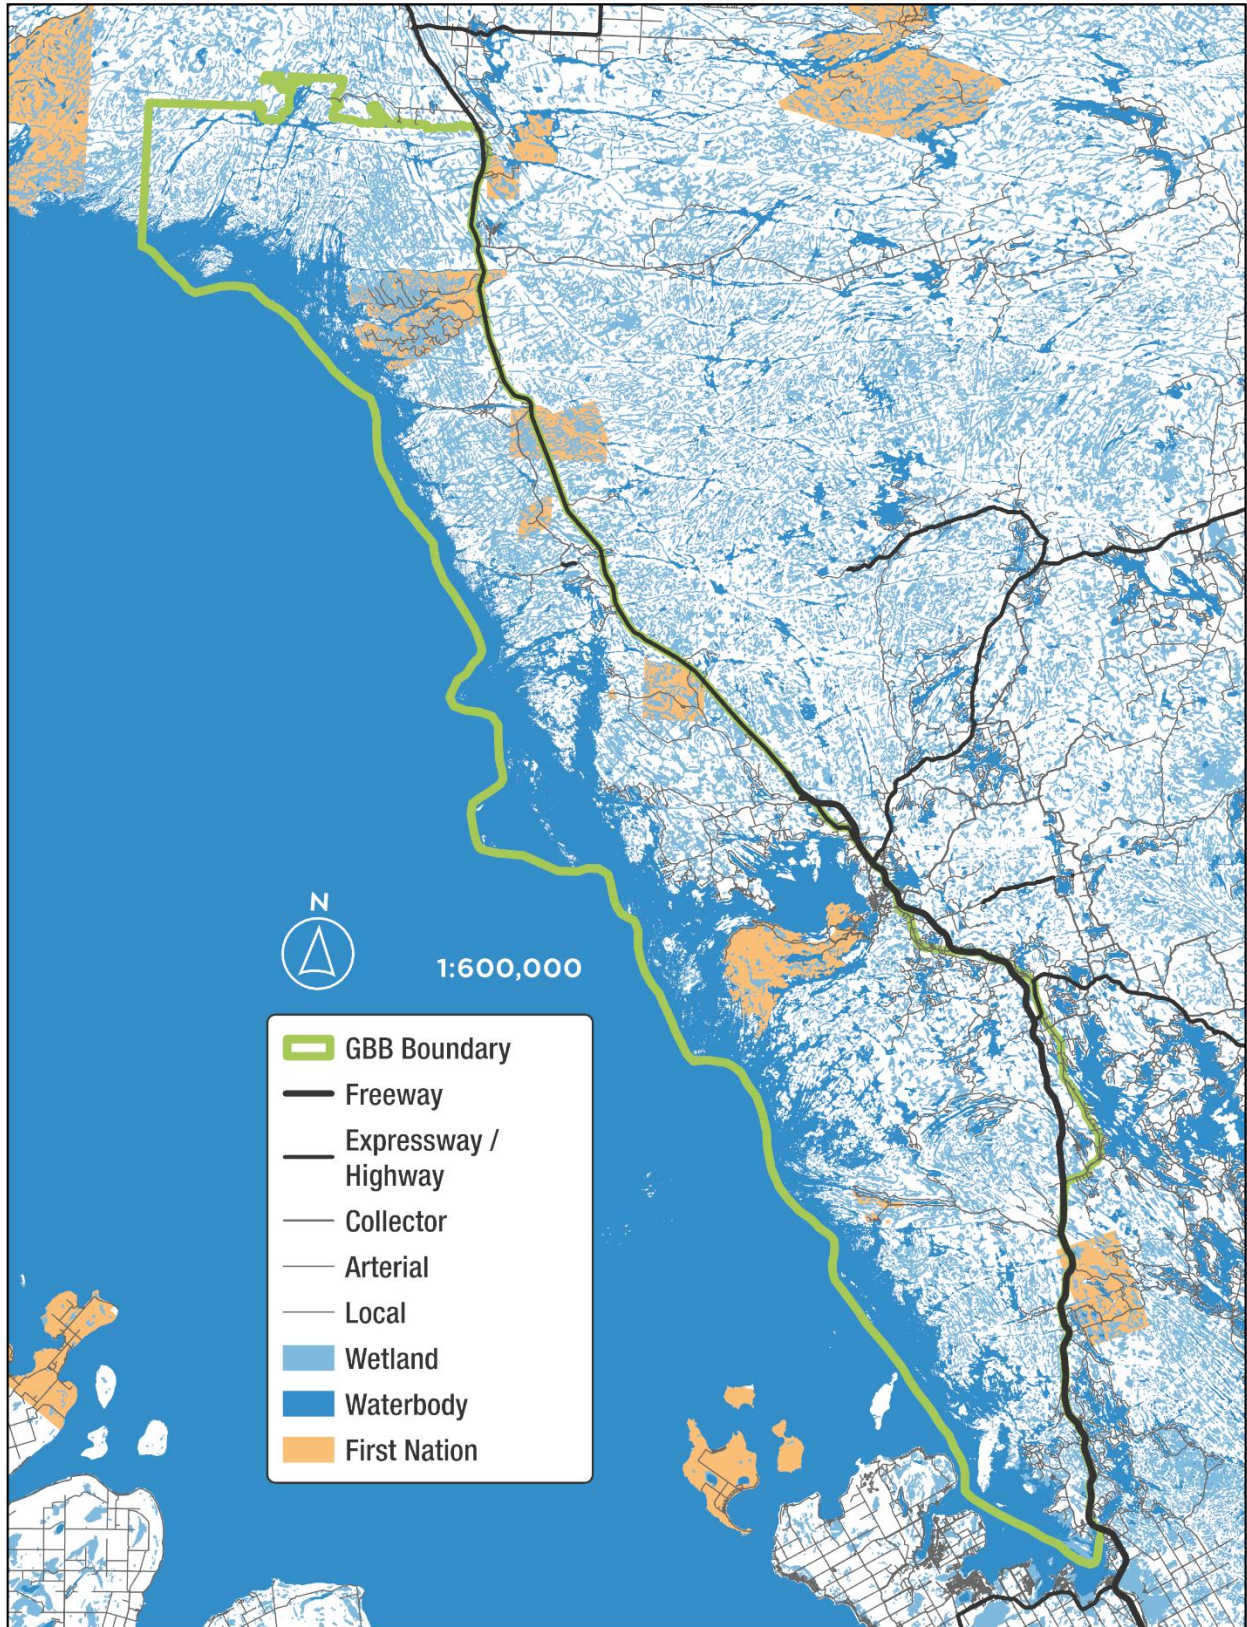 N
1:600,000
GBB Boundary
Freeway
Expressway /
Highway
Collector
Arterial
Local
Wetland
Waterbody
First Nation